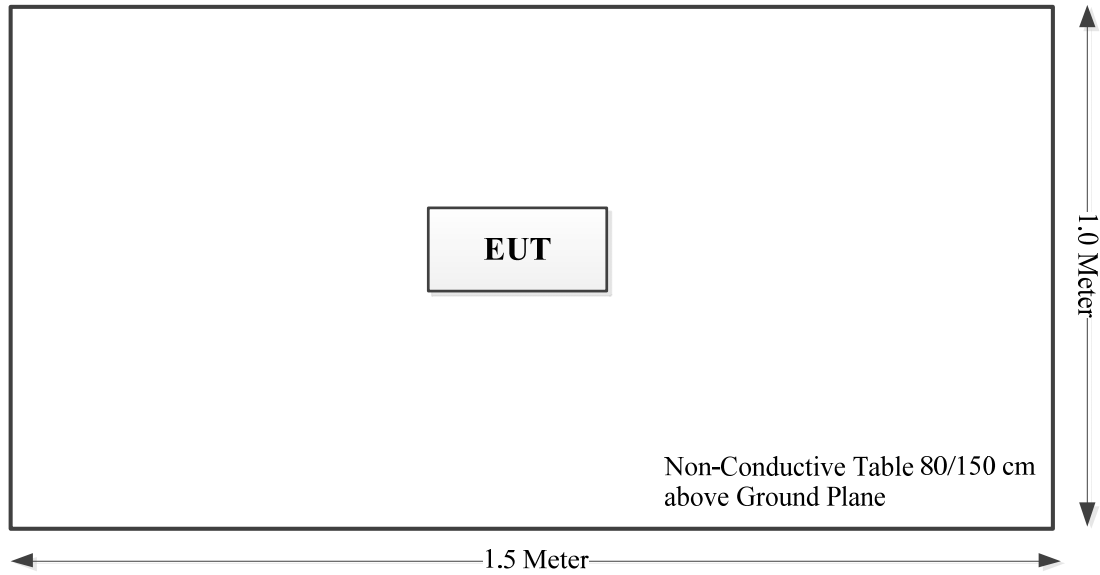 EUT
1.0 Meter
Non-Conductive Table 80/150 cm
above Ground Plane
1.5 Meter